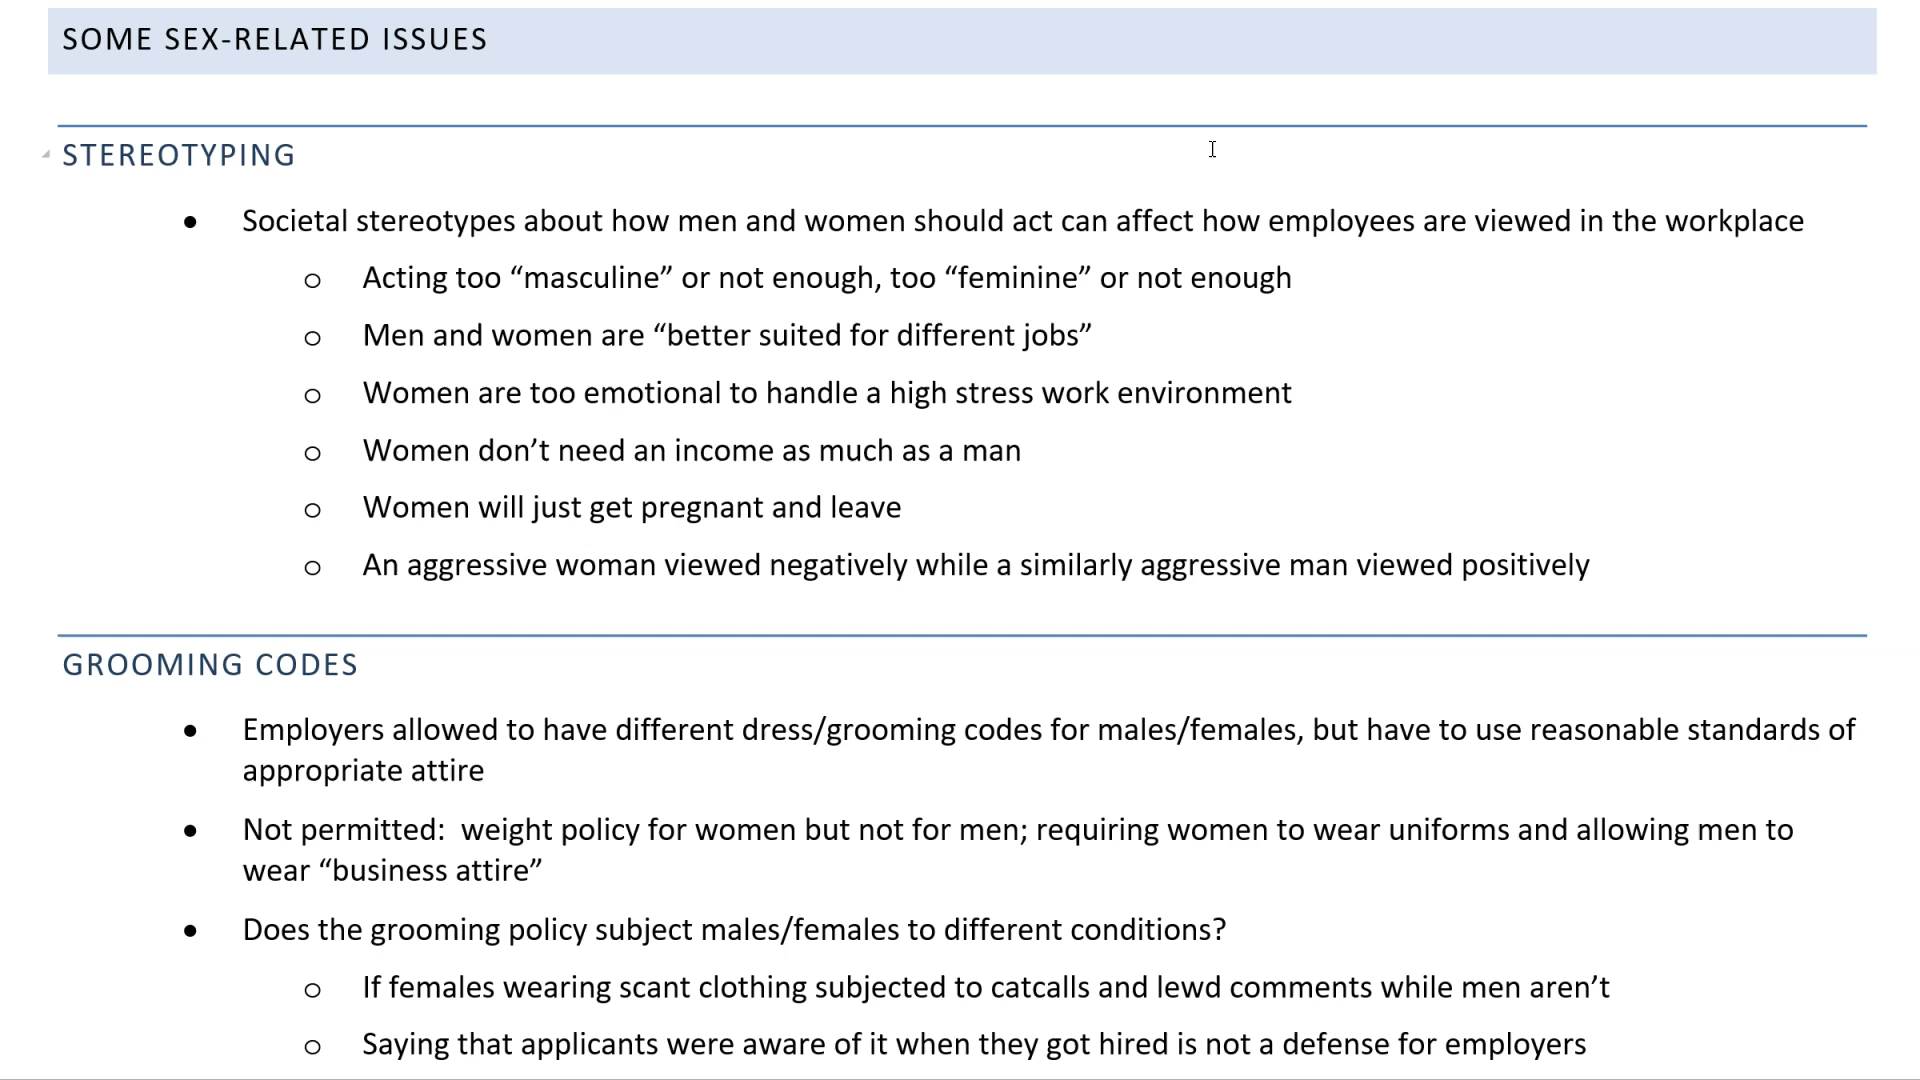 SOME SEX-RELATED ISSUES
STEREOTYPING
● Societal stereotypes about how men and women should act can affect how employees are viewed in the workplace
o Acting too “masculine” or not enough, too “feminine” or not enough
o Men and women are “better suited for different jobs”
o Women are too emotional to handle a high stress work environment
o Women don’t need an income as much as a man
o Women will just get pregnant and leave
o An aggressive woman viewed negatively while a similarly aggressive man viewed positively
GROOMING CODES
● Employers allowed to have different dress/grooming codes for males/females, but have to use reasonable standards of
appropriate attire
● Not permitted:  weight policy for women but not for men; requiring women to wear uniforms and allowing men to
wear “business attire”
● Does the grooming policy subject males/females to different conditions?
o If females wearing scant clothing subjected to catcalls and lewd comments while men aren’t
o Saying that applicants were aware of it when they got hired is not a defense for employers